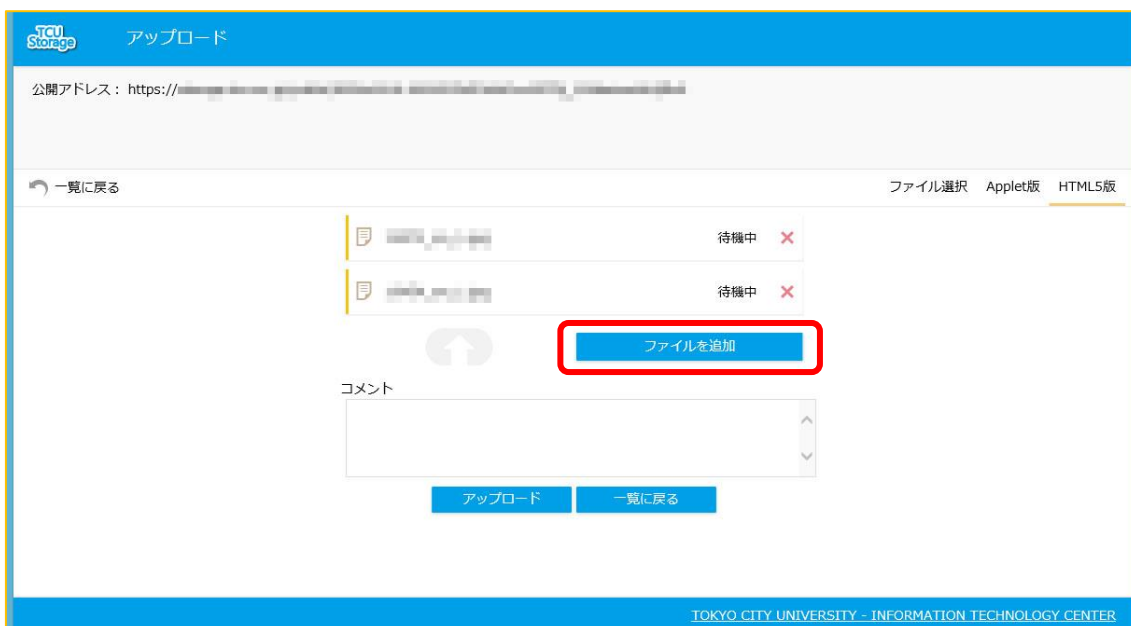 TCU
Storage
アップロード
公開アドレス : https://
一覧に戻る
ファイル選択 Applet版 HTML5版
待機中
待機中
ファイルを追加
コメント
アップロード 一覧に戻る
TOKYO CITY UNIVERSITY - INFORMATION TECHNOLOGY CENTER